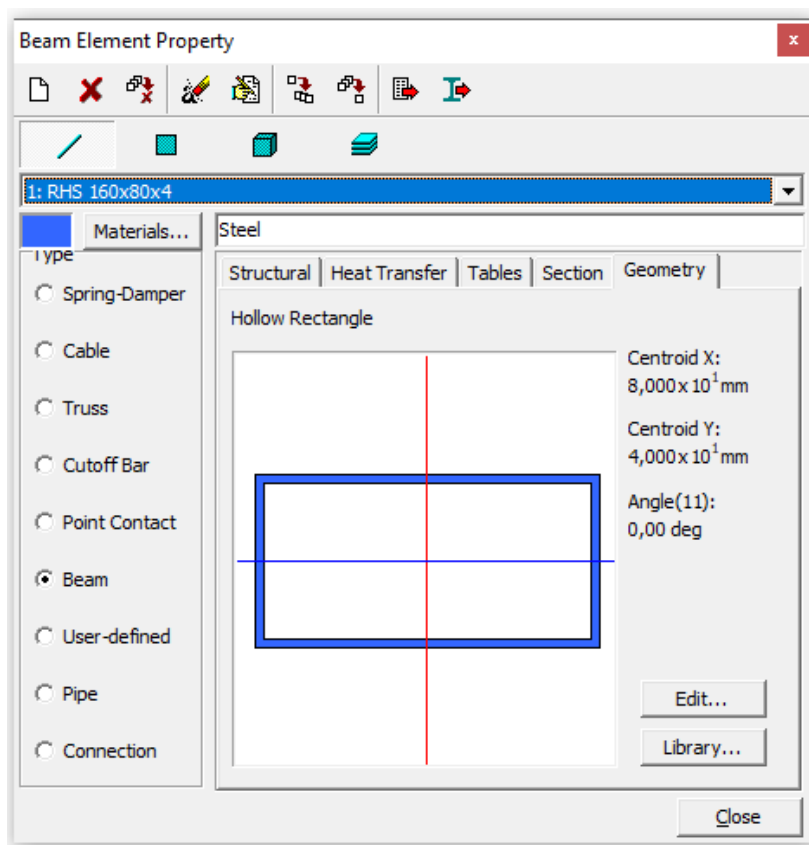 Beam Element Property
1: RHS 160x80x4
Materials...
Steel
Type
Spring-Damper
Cable
Truss
Cutoff Bar
Point Contact
Beam
User-defined
Pipe
Connection
Structural
Heat Transfer
Tables
Section
Geometry
Hollow Rectangle
Centroid X:
8,000x10¹mm
Centroid Y:
4,000x10¹mm
Angle(11):
0,00 deg
Edit...
Library...
Close